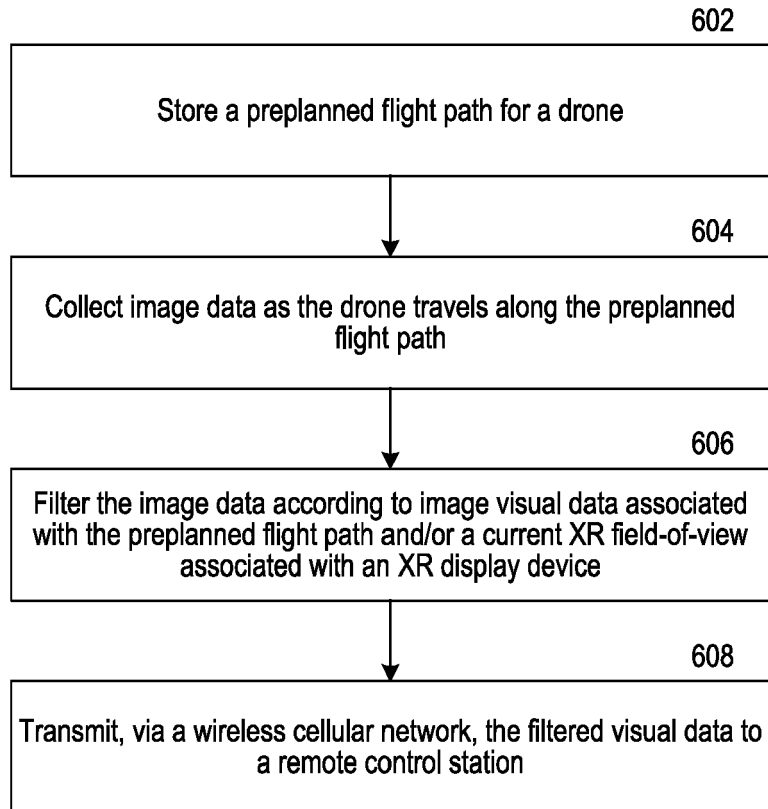 602
Store a preplanned flight path for a drone
604
Collect image data as the drone travels along the preplanned
flight path
606
Filter the image data according to image visual data associated
with the preplanned flight path and/or a current XR field-of-view
associated with an XR display device
608
Transmit, via a wireless cellular network, the filtered visual data to
a remote control station